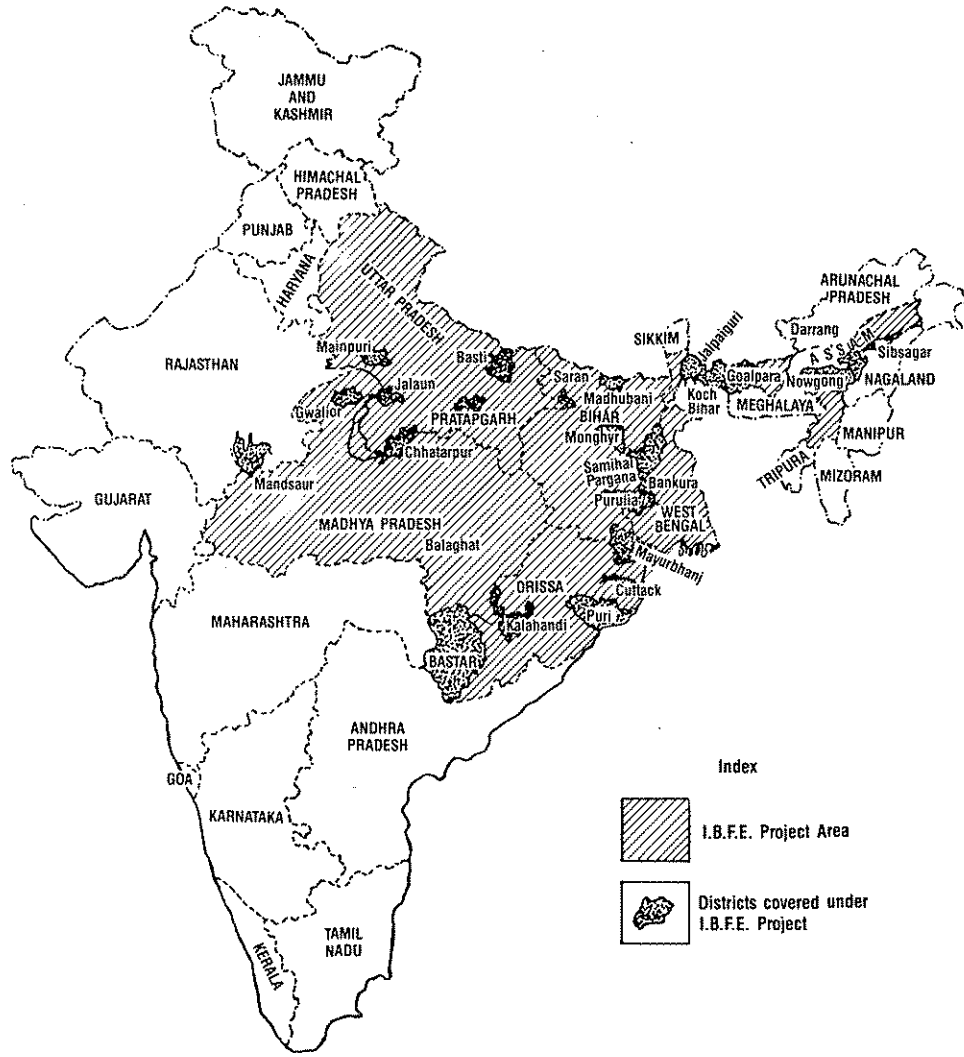 JAMMU
AND
KASHMIR
HIMACHAL
PRADESH
PUNJAB
HARYANA
UTTAR PRADESH
ARUNACHAL
PRADESH
SIKKIM
Jalpaiguri
Darrang
ASSAM
Sibsagar
RAJASTHAN
Mainpuri
Basti
Saran
Madhubani
Koch
Bihar
Goalpara
Nowgong
NAGALAND
Jalaun
Gwalior
PRATAPGARH
BIHAR
MEGHALAYA
Monghyr
MANIPUR
Chhatarpur
Samihal
Pargana
Bankura
TRIPURA
MIZORAM
GUJARAT
Mandsaur
Purulia
WEST
BENGAL
MADHYA PRADESH
Balaghat
Mayurbhanj
ORISSA
Cuttack
MAHARASHTRA
Kalahandi
Puri
BASTAR
ANDHRA
PRADESH
GOA
KARNATAKA
TAMIL
NADU
KERALA
Index
I.B.F.E. Project Area
Districts covered under
I.B.F.E. Project